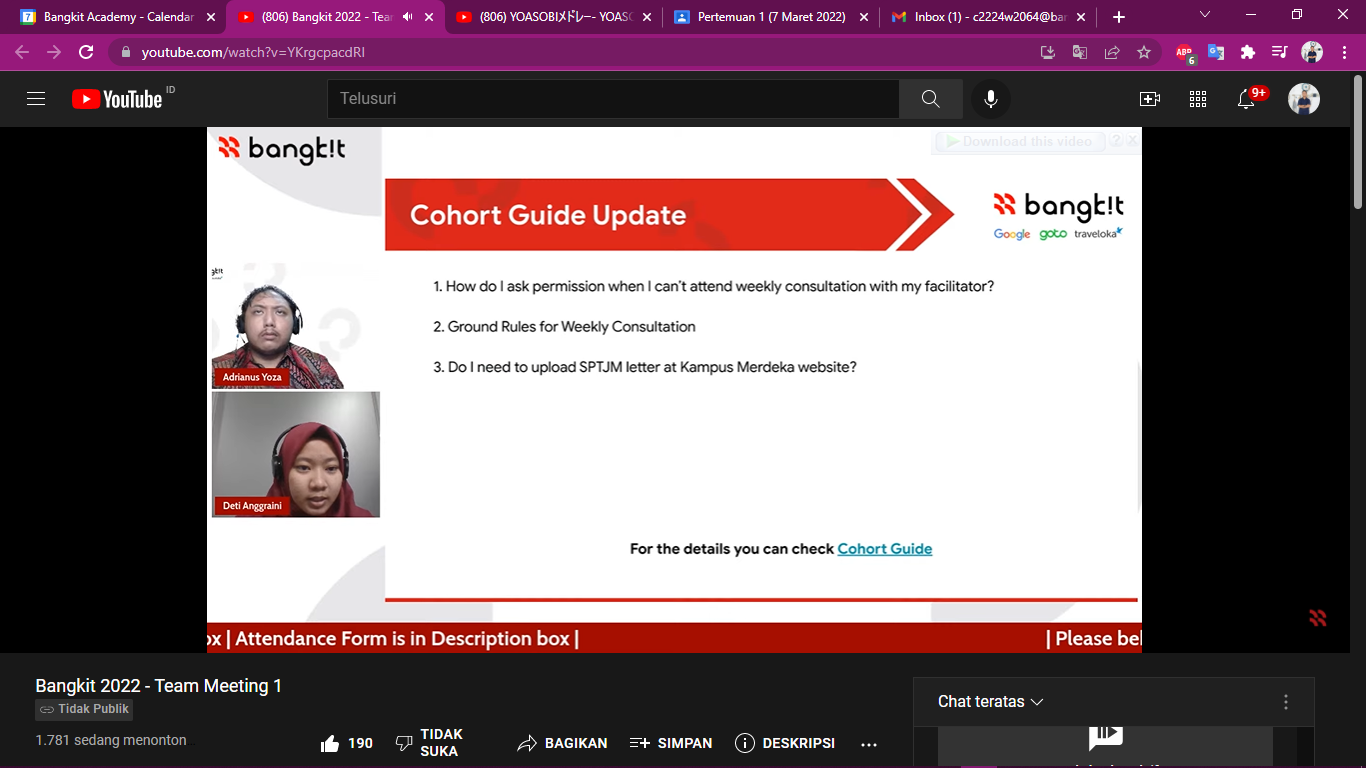 Bangkit Academy - Calendar
(806) Bangkit 2022 - Tea
(806) YOASOBIメドレー - YOASO
Pertemuan 1 (7 Maret 2022)
Inbox (1) - c2224w2064@ba
youtube.com/watch?v=YKrgcpacdRI
ABP
6
YouTube ID
Telusuri
9+
bangk!t
Download this video
?
Cohort Guide Update
bangk!t
Google goto traveloka
1. How do I ask permission when I can't attend weekly consultation with my facilitator?
2. Ground Rules for Weekly Consultation
3. Do I need to upload SPTJM letter at Kampus Merdeka website?
Adrianus Yoza
Deti Anggraini
For the details you can check Cohort Guide
ox | Attendance Form is in Description box |
| Please bel
Bangkit 2022 - Team Meeting 1
Tidak Publik
1.781 sedang menonton
190
TIDAK
SUKA
BAGIKAN
SIMPAN
DESKRIPSI
Chat teratas